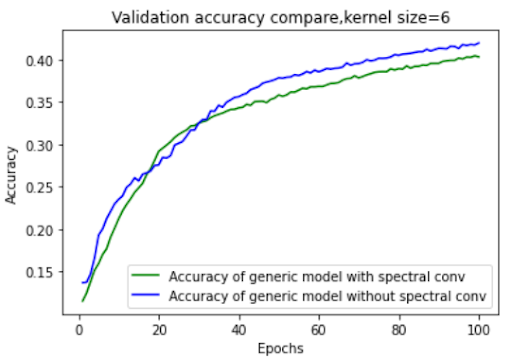 Validation accuracy compare,kernel size=6
Accuracy
0.40
0.35
0.30
0.25
0.20
0.15
Accuracy of generic model with spectral conv
Accuracy of generic model without spectral conv
0 20 40 60 80 100
Epochs